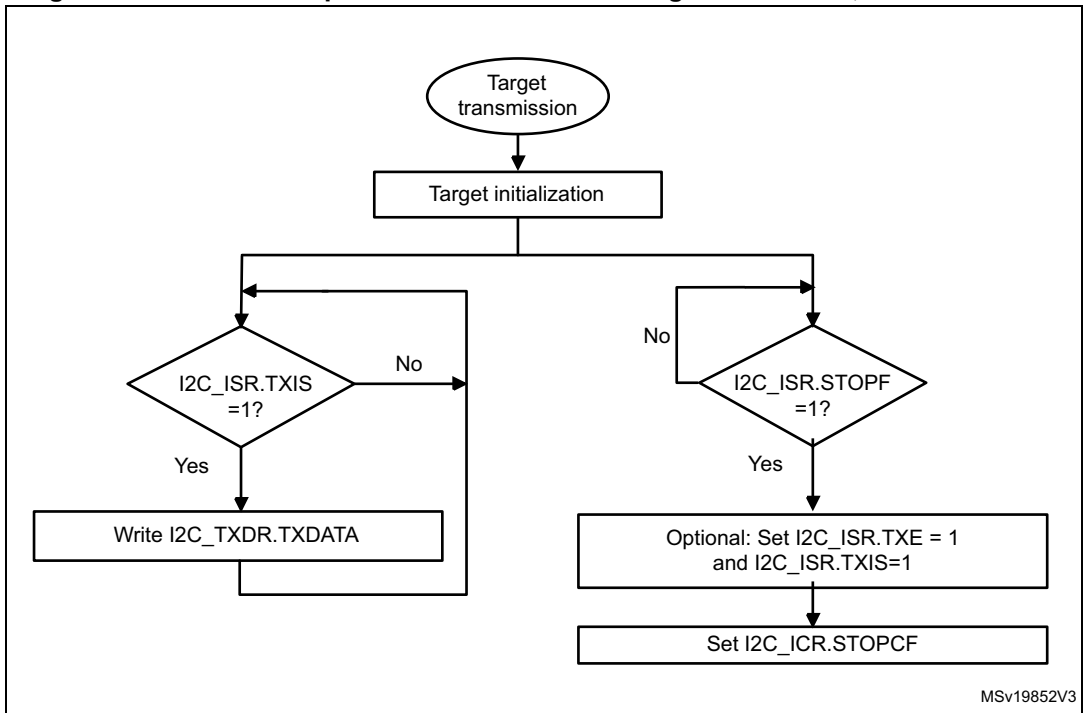 Target
transmission
Target initialization
I2C_ISR.TXIS
=1?
No
Yes
Write I2C_TXDR.TXDATA
No
I2C_ISR.STOPF
=1?
Yes
Optional: Set I2C_ISR.TXE = 1
and I2C_ISR.TXIS=1
Set I2C_ICR.STOPCF
MSv19852V3